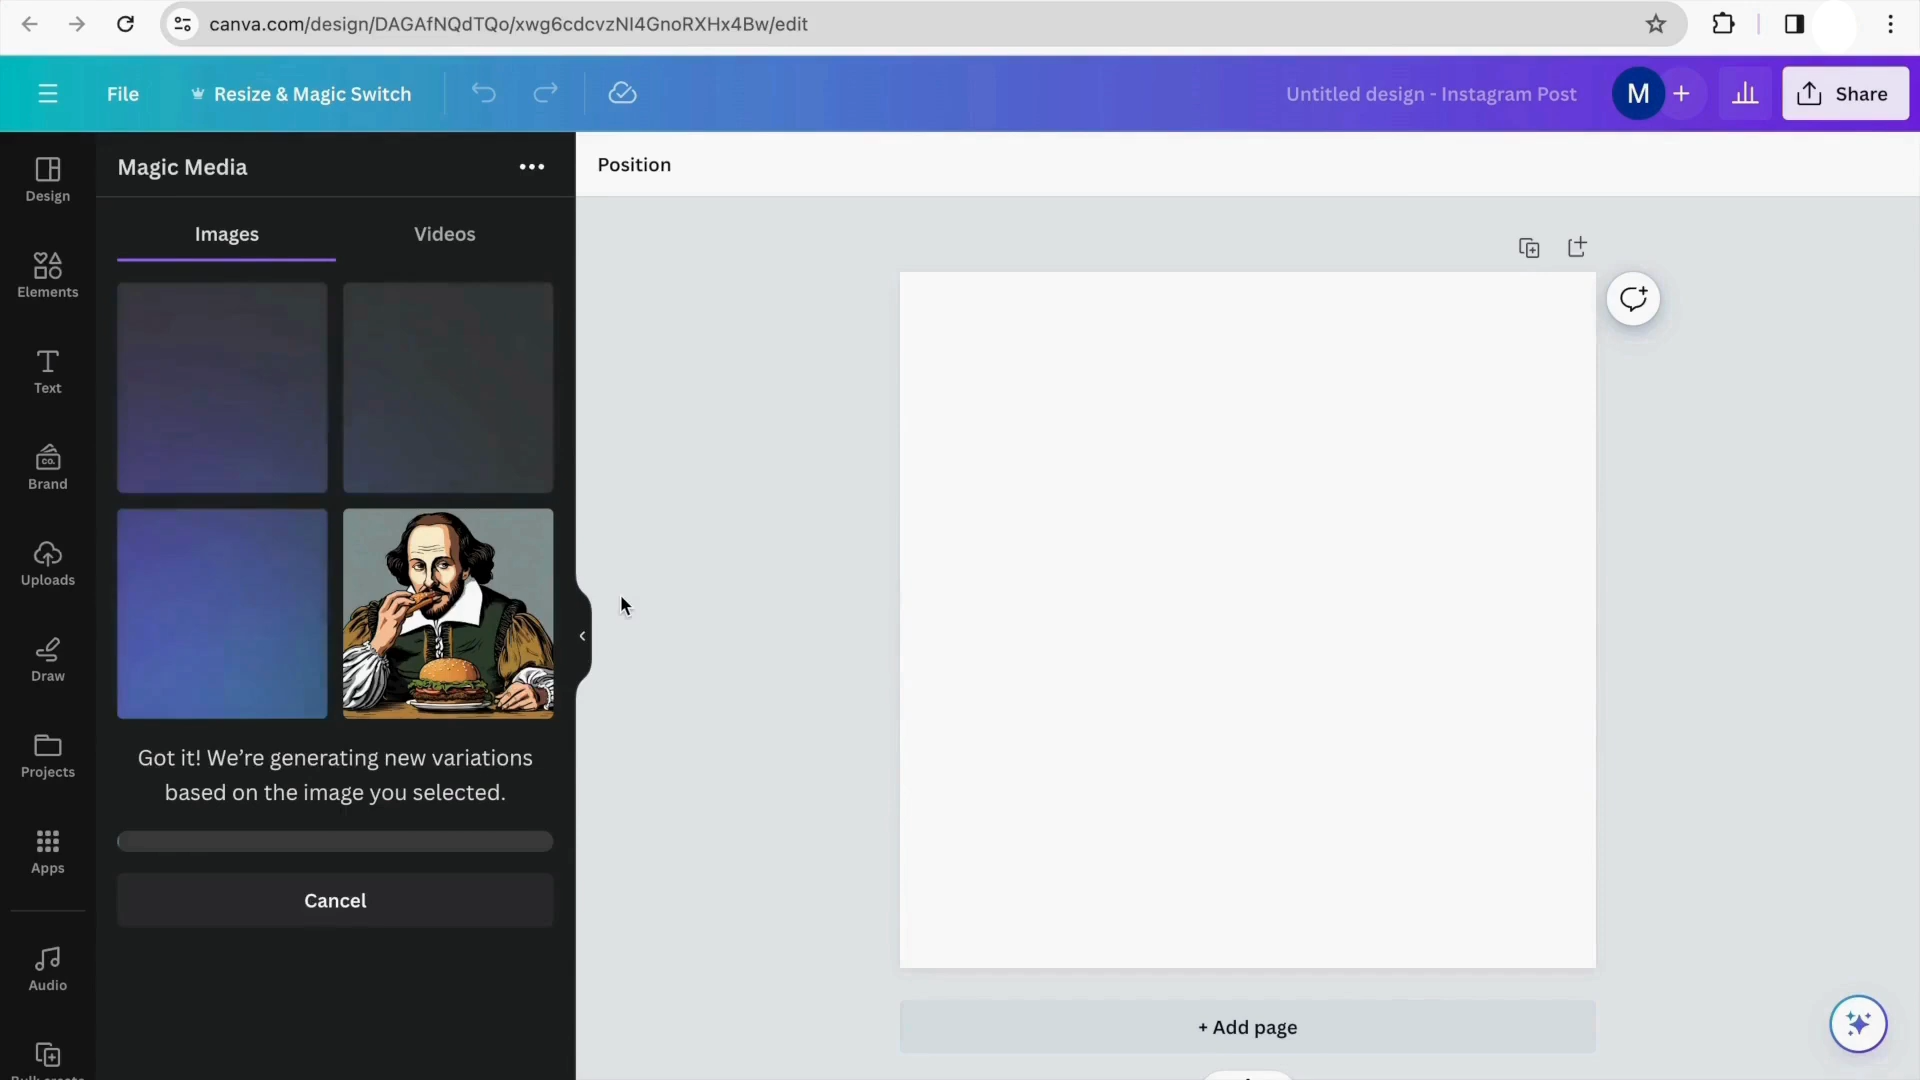 canva.com/design/DAGAfNQdTQo/xwg6cdcvzNI4GnoRXHx4Bw/edit
File
Resize & Magic Switch
Untitled design - Instagram Post
M
+
Share
Design
Elements
Text
CO.
Brand
Uploads
Draw
Projects
Apps
Audio
Magic Media
Images
Videos
Got it! We’re generating new variations
based on the image you selected.
Cancel
Position
+ Add page